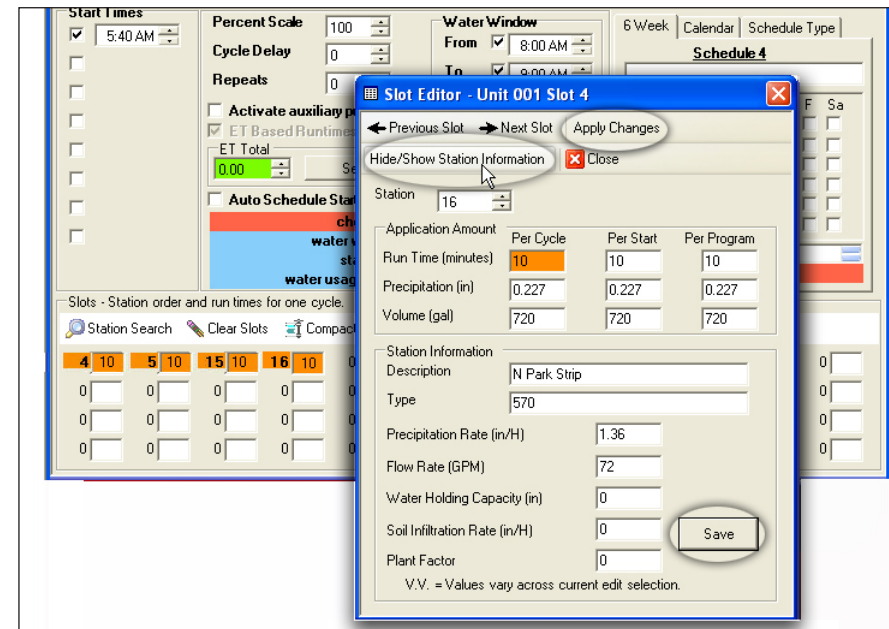 Start Times
5:40 AM
Percent Scale 100
Cycle Delay 0
Repeats 0
Activate auxiliary
ET Based Runtimes
ET Total
0.00
Auto Schedule
water
water usag
Water Window
From 8:00 AM
To 9:00 AM
6 Week Calendar Schedule Type
Schedule 4
F Sa
Slot Editor - Unit 001 Slot 4
Previous Slot Next Slot Apply Changes
Hide/Show Station Information Close
Station 16
Application Amount
Per Cycle Per Start Per Program
Run Time (minutes) 10 10 10
Precipitation (in) 0.227 0.227 0.227
Volume (gal) 720 720 720
Station Information
Description N Park Strip
Type 570
Precipitation Rate (in/H) 1.36
Flow Rate (GPM) 72
Water Holding Capacity (in) 0
Soil Infiltration Rate (in/H) 0
Plant Factor 0
Save
V.V. = Values vary across current edit selection.
Slots - Station order and run times for one cycle.
Station Search Clear Slots Compac
4 10 5 10 15 10 16 10 0 0
0 0 0 0 0 0
0 0 0 0 0 0
0 0 0 0 0 0